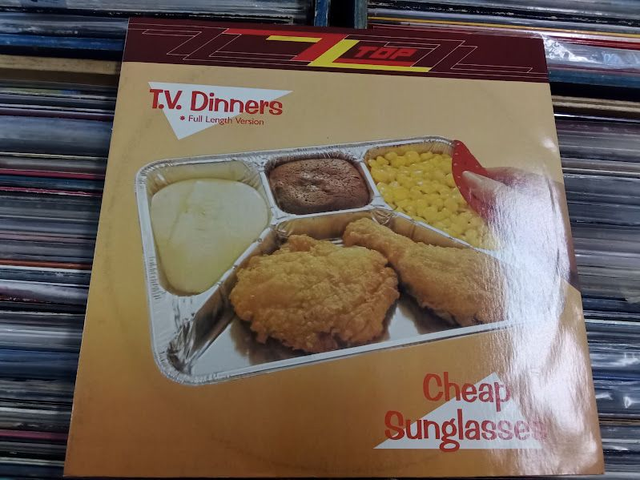 ZZ TOP
T.V. Dinners
• Full Length Version
Cheap
Sunglasses